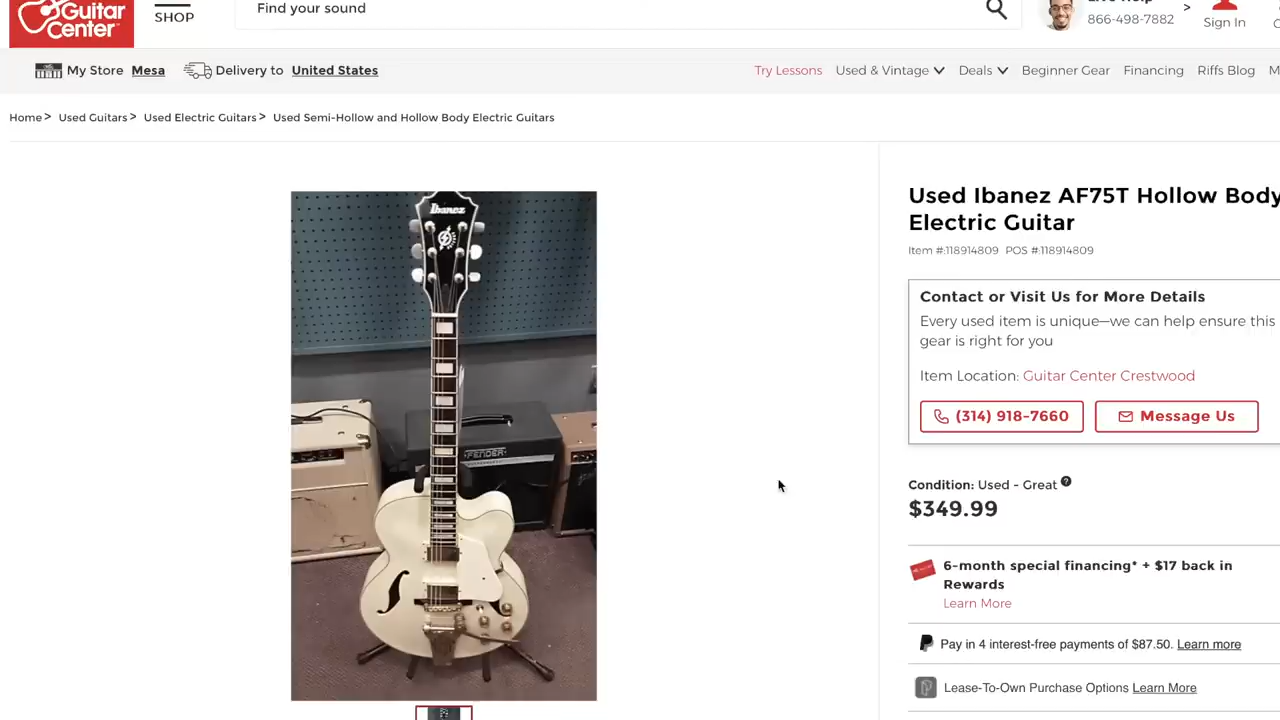 Guitar
Center
SHOP
Find your sound
866-498-7882
>
Sign In
My Store Mesa
Delivery to United States
Try Lessons
Used & Vintage
Deals
Beginner Gear
Financing
Riffs Blog
Home>
Used Guitars>
Used Electric Guitars>
Used Semi-Hollow and Hollow Body Electric Guitars
Ibanez
FENDER
Used Ibanez AF75T Hollow Body
Electric Guitar
Item #:118914809 POS #:118914809
Contact or Visit Us for More Details
Every used item is unique—we can help ensure this
gear is right for you
Item Location: Guitar Center Crestwood
(314) 918-7660
Message Us
Condition: Used - Great
$349.99
6-month special financing* + $17 back in
Rewards
Learn More
Pay in 4 interest-free payments of $87.50. Learn more
Lease-To-Own Purchase Options Learn More